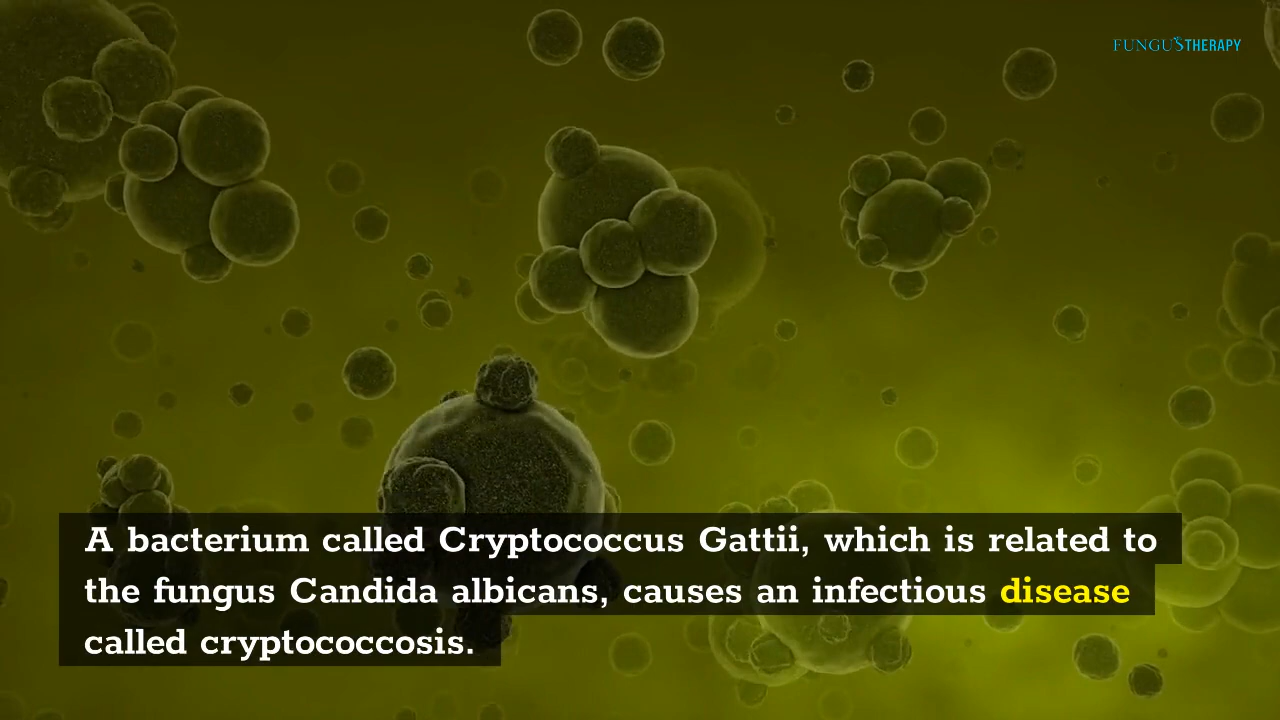 FUNGUSTHERAPY
A bacterium called Cryptococcus Gattii, which is related to
the fungus Candida albicans, causes an infectious disease
called cryptococcosis.